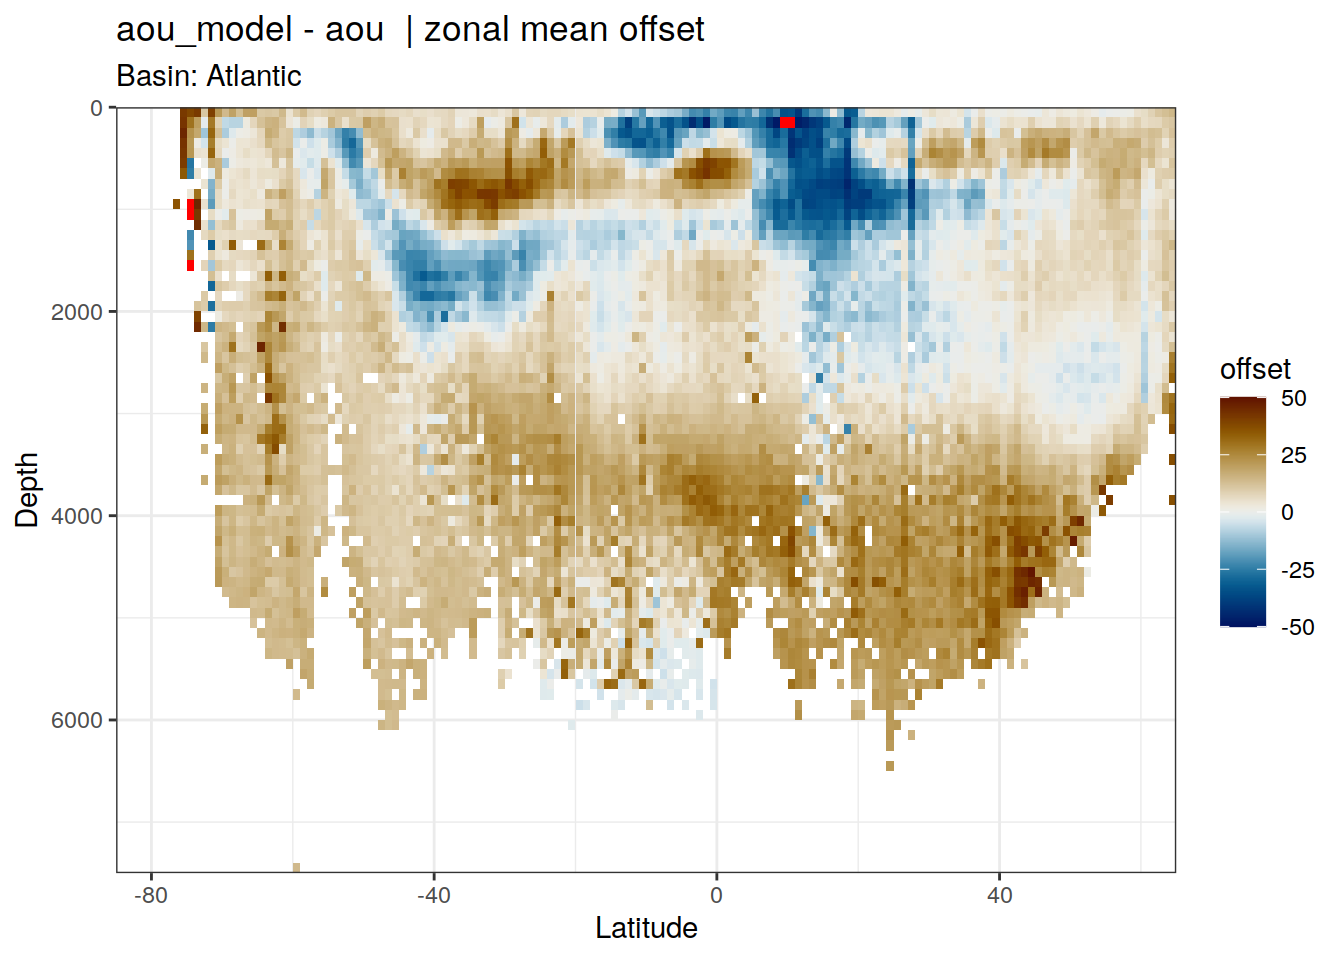 aou_model - aou  | zonal mean offset
Basin: Atlantic
0
2000
4000
6000
Depth
-80
-40
0
40
Latitude
offset
50
25
0
-25
-50